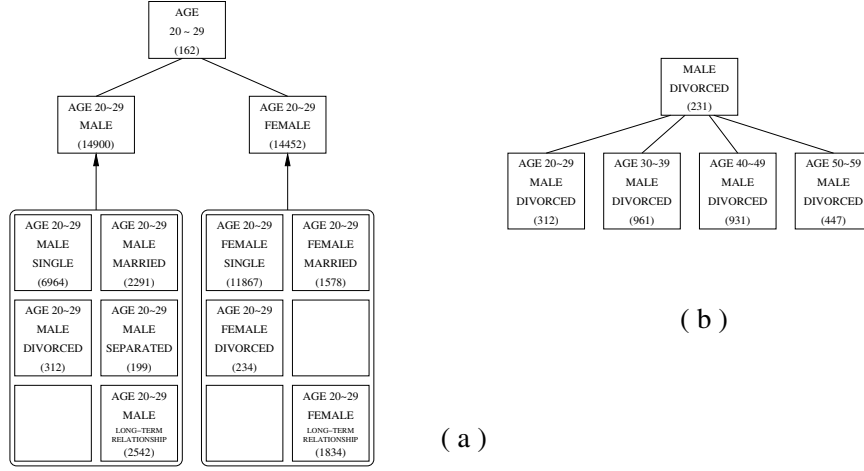 AGE
20 ~ 29
(162)
AGE 20~29
MALE
(14900)
AGE 20~29
FEMALE
(14452)
AGE 20~29
MALE
SINGLE
(6964)
AGE 20~29
MALE
MARRIED
(2291)
AGE 20~29
MALE
DIVORCED
(312)
AGE 20~29
MALE
SEPARATED
(199)
AGE 20~29
MALE
LONG-TERM
RELATIONSHIP
(2542)
AGE 20~29
FEMALE
SINGLE
(11867)
AGE 20~29
FEMALE
MARRIED
(1578)
AGE 20~29
FEMALE
DIVORCED
(234)
AGE 20~29
FEMALE
LONG-TERM
RELATIONSHIP
(1834)
( a )
MALE
DIVORCED
(231)
AGE 20~29
MALE
DIVORCED
(312)
AGE 30~39
MALE
DIVORCED
(961)
AGE 40~49
MALE
DIVORCED
(931)
AGE 50~59
MALE
DIVORCED
(447)
( b )